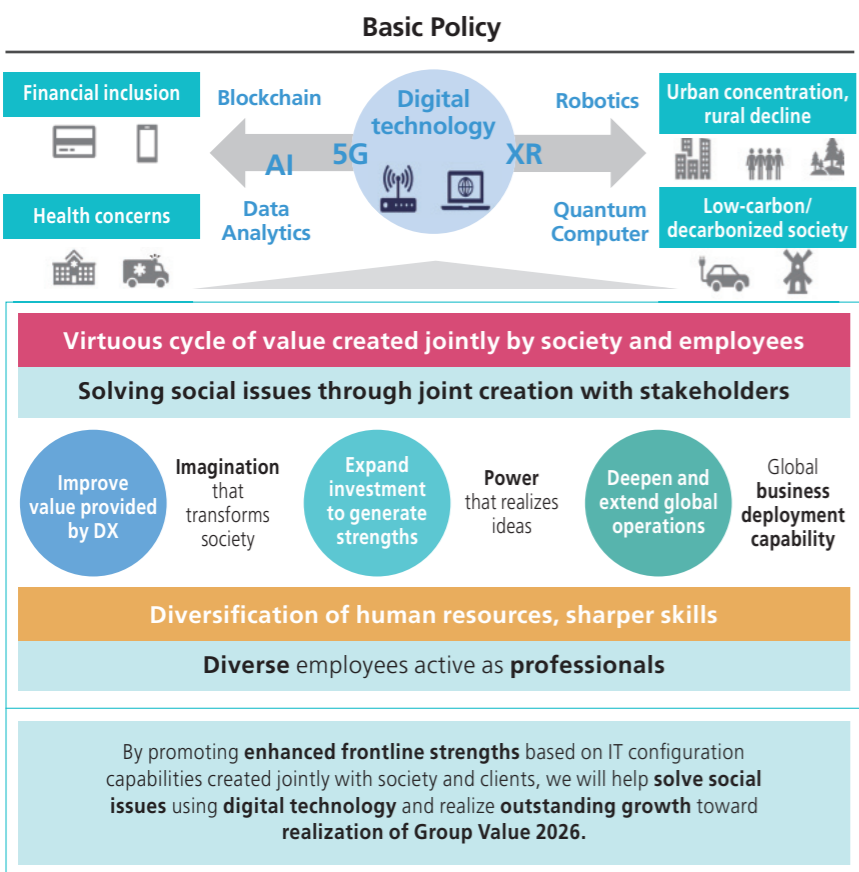 Basic Policy
Financial inclusion
Health concerns
Blockchain
AI
Data
Analytics
Digital
technology
5G
XR
Robotics
Quantum
Computer
Urban concentration,
rural decline
Low-carbon/
decarbonized society
Virtuous cycle of value created jointly by society and employees
Solving social issues through joint creation with stakeholders
Improve
value provided
by DX
Imagination
that
transforms
society
Expand
investment
to generate
strengths
Power
that realizes
ideas
Deepen and
extend global
operations
Global
business
deployment
capability
Diversification of human resources, sharper skills
Diverse employees active as professionals
By promoting enhanced frontline strengths based on IT configuration
capabilities created jointly with society and clients, we will help solve social
issues using digital technology and realize outstanding growth toward
realization of Group Value 2026.